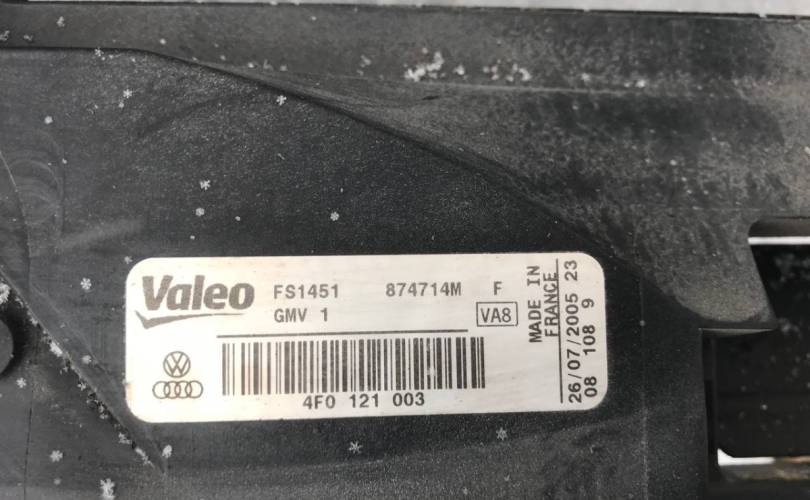 Valeo FS1451 874714M F
GMV 1 VA8
4F0 121 003
MADE IN
FRANCE
26/07/2005 23
08 108 9